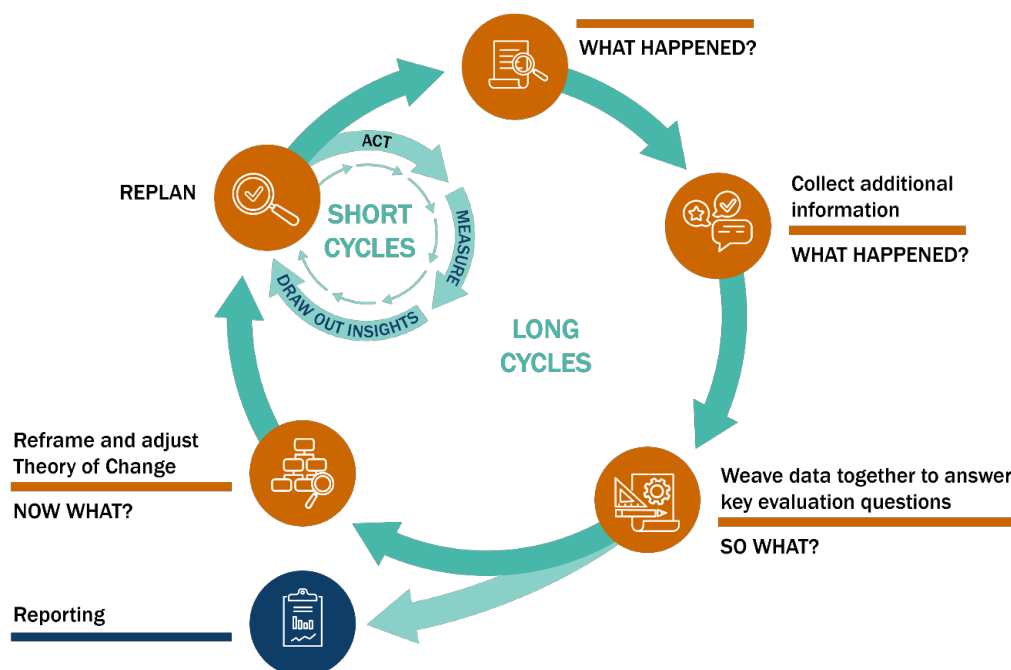 WHAT HAPPENED?
ACT
REPLAN
SHORT
CYCLES
MEASURE
DRAW OUT INSIGHTS
Collect additional
information
WHAT HAPPENED?
LONG
CYCLES
Reframe and adjust
Theory of Change
NOW WHAT?
Weave data together to answer
key evaluation questions
SO WHAT?
Reporting